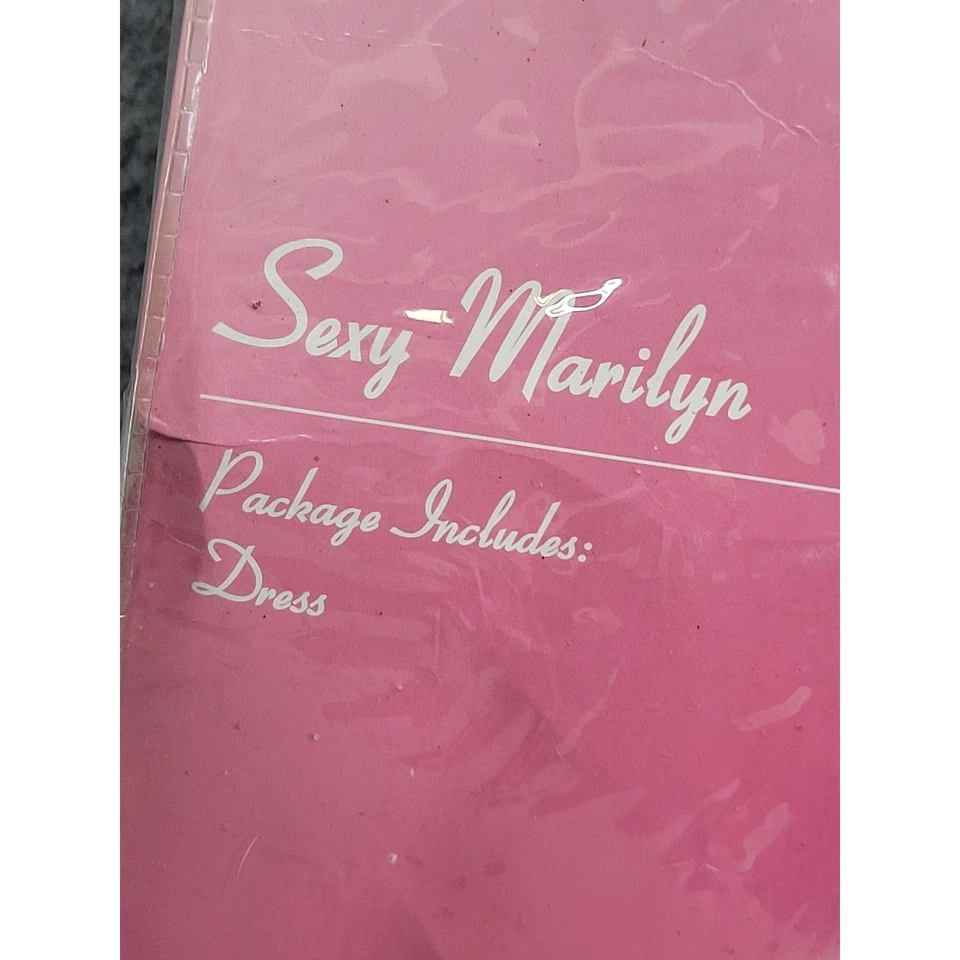 Sexy Marilyn
Package Includes:
Dress